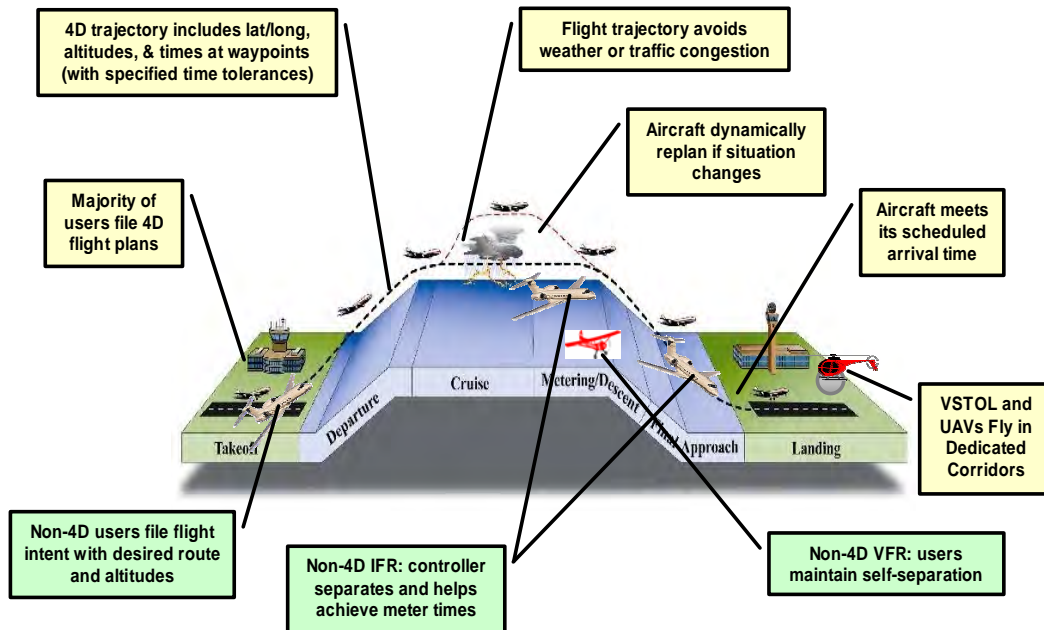 4D trajectory includes lat/long,
altitudes, & times at waypoints
(with specified time tolerances)
Flight trajectory avoids
weather or traffic congestion
Aircraft dynamically
replan if situation
changes
Majority of
users file 4D
flight plans
Aircraft meets
its scheduled
arrival time
Takeoff
Departure
Cruise
Metering/Descent
Final Approach
Landing
VSTOL and
UAVs Fly in
Dedicated
Corridors
Non-4D users file flight
intent with desired route
and altitudes
Non-4D IFR: controller
separates and helps
achieve meter times
Non-4D VFR: users
maintain self-separation